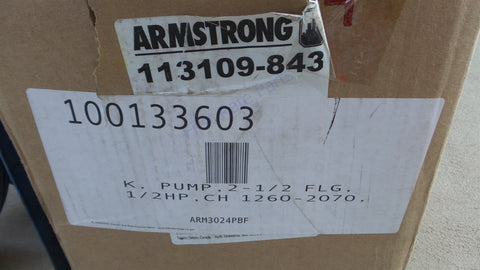 ARMSTRONG
113109-843
100133603
K. PUMP.2-1/2 FLG.
1/2HP.CH 1260-2070.
ARM3024PBF